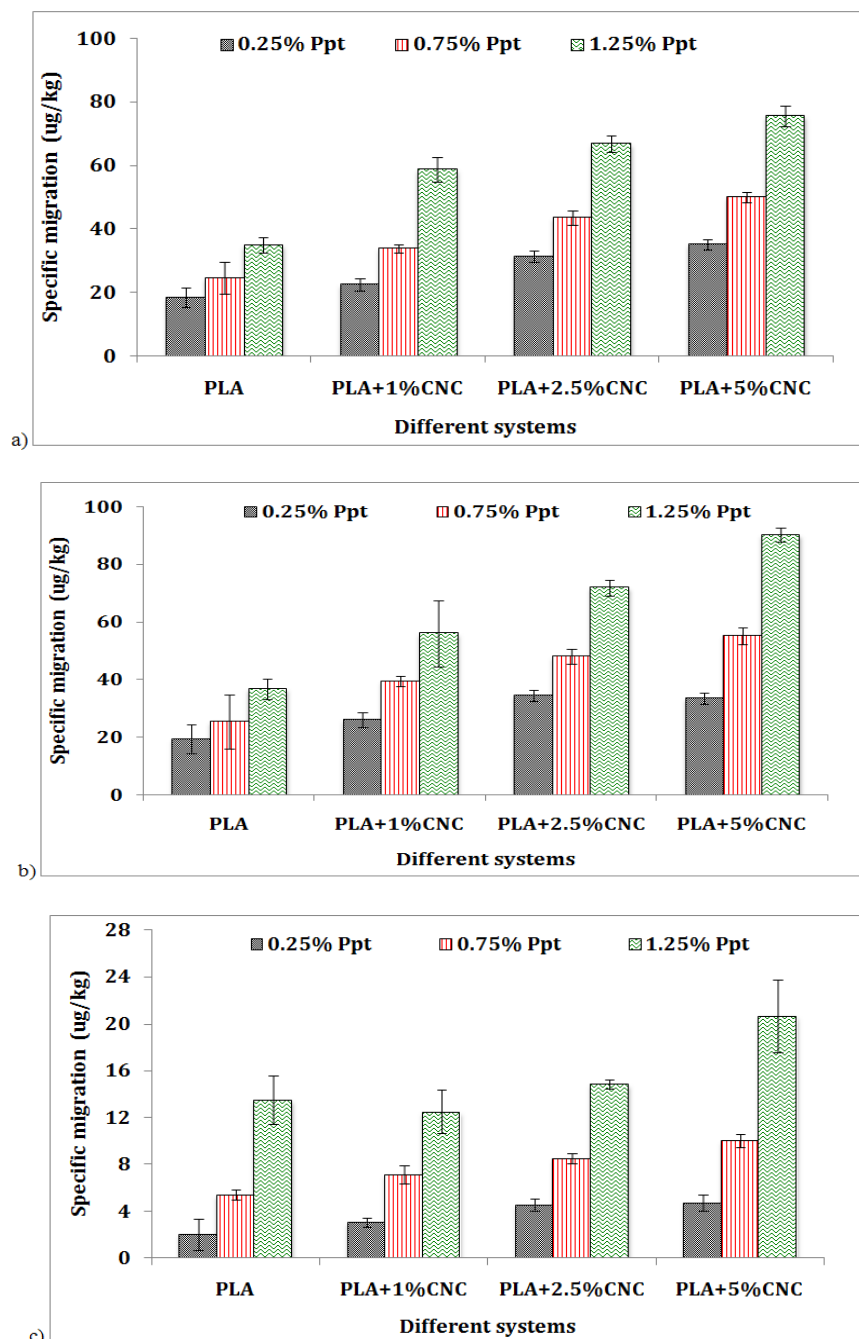 100
0.25% Ppt 0.75% Ppt 1.25% Ppt
80
60
40
20
0
Specific migration (ug/kg)
PLA PLA+1%CNC PLA+2.5%CNC PLA+5%CNC
Different systems
a)
100
0.25% Ppt 0.75% Ppt 1.25% Ppt
80
60
40
20
0
Specific migration (ug/kg)
PLA PLA+1%CNC PLA+2.5%CNC PLA+5%CNC
Different systems
b)
28
0.25% Ppt 0.75% Ppt 1.25% Ppt
24
20
16
12
8
4
0
Specific migration (ug/kg)
PLA PLA+1%CNC PLA+2.5%CNC PLA+5%CNC
Different systems
c)